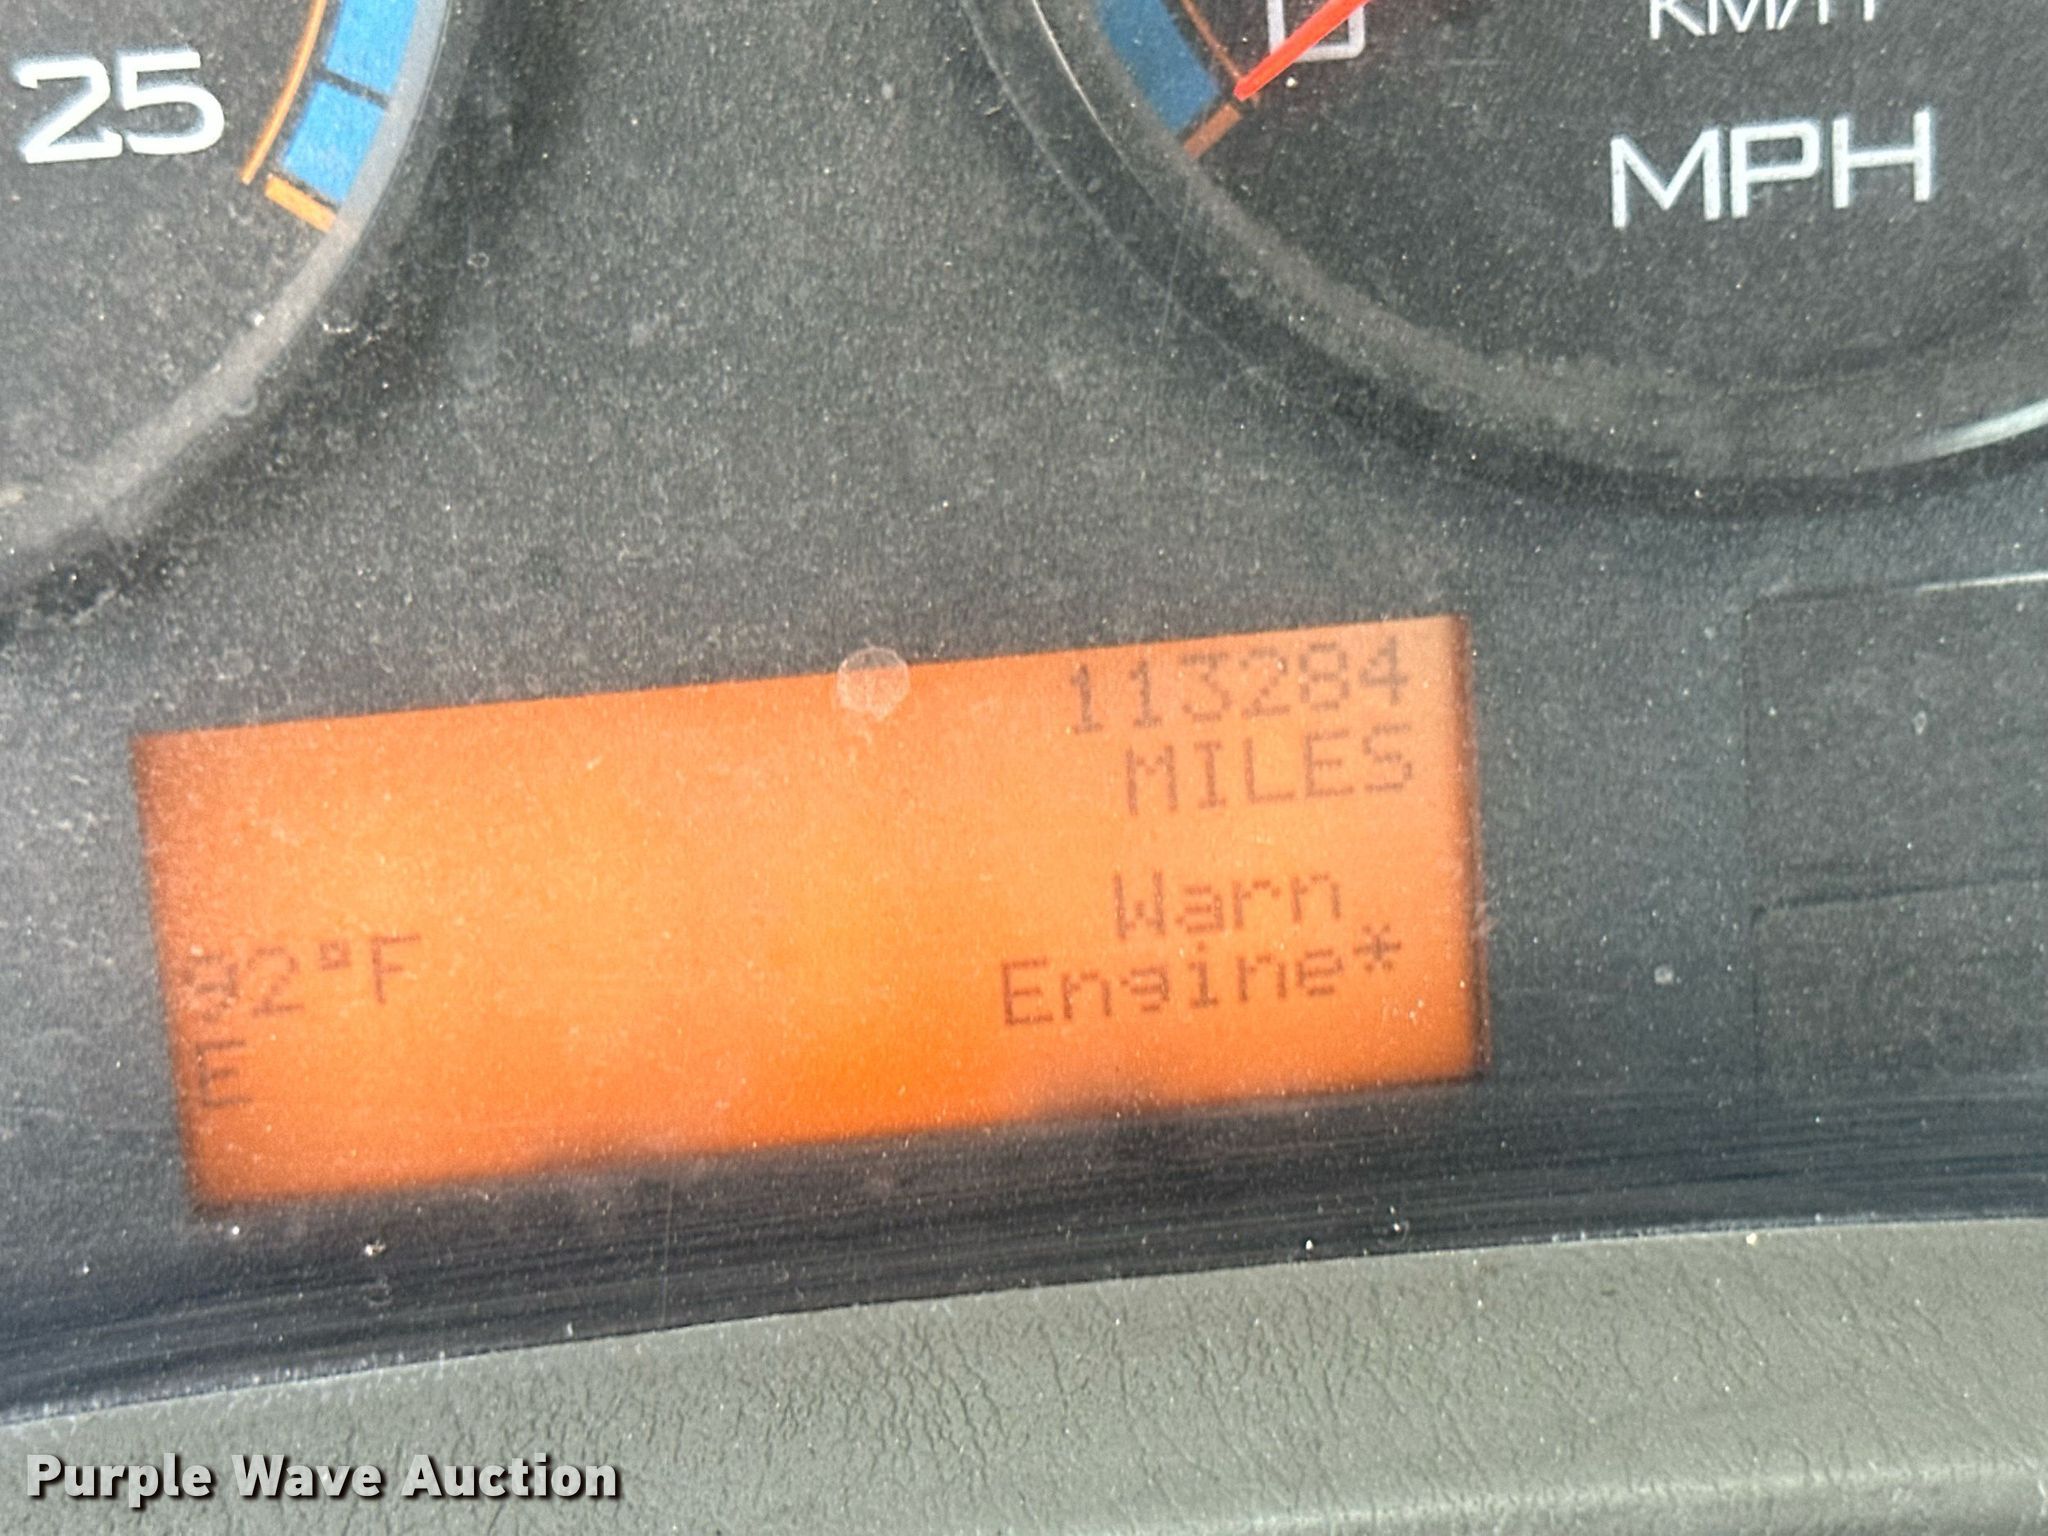 25
MPH
113284
MILES
Warn
Engine*
Purple Wave Auction